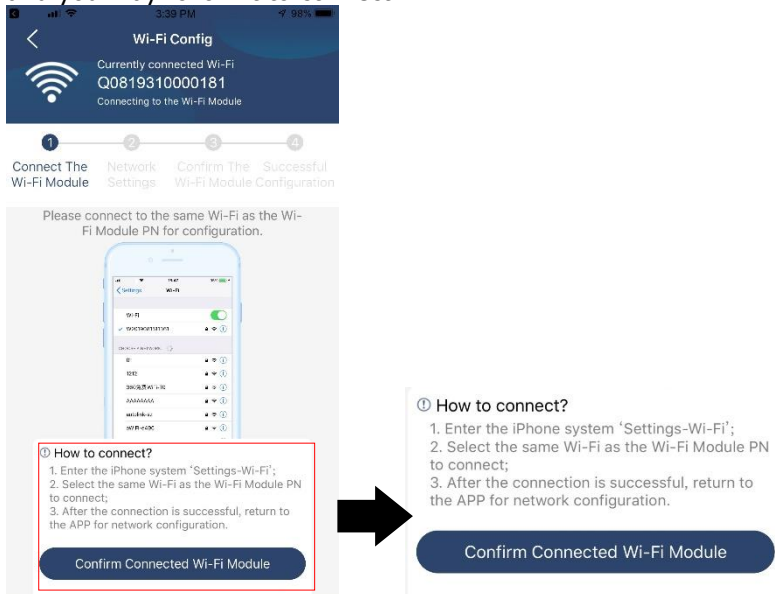 3:39 PM
98%
Wi-Fi Config
Currently connected Wi-Fi
Q0819310000181
Connecting to the Wi-Fi Module
1
2
3
4
Connect The
Wi-Fi Module
Network
Settings
Confirm The
Wi-Fi Module
Successful
Configuration
Please connect to the same Wi-Fi as the Wi-
Fi Module PN for configuration.
Settings
Wi-Fi
Wi-Fi
1212
AAAAAAAA
How to connect?
1. Enter the iPhone system ‘Settings-Wi-Fi’;
2. Select the same Wi-Fi as the Wi-Fi Module PN
to connect;
3. After the connection is successful, return to
the APP for network configuration.
Confirm Connected Wi-Fi Module
How to connect?
1. Enter the iPhone system ‘Settings-Wi-Fi’;
2. Select the same Wi-Fi as the Wi-Fi Module PN
to connect;
3. After the connection is successful, return to
the APP for network configuration.
Confirm Connected Wi-Fi Module